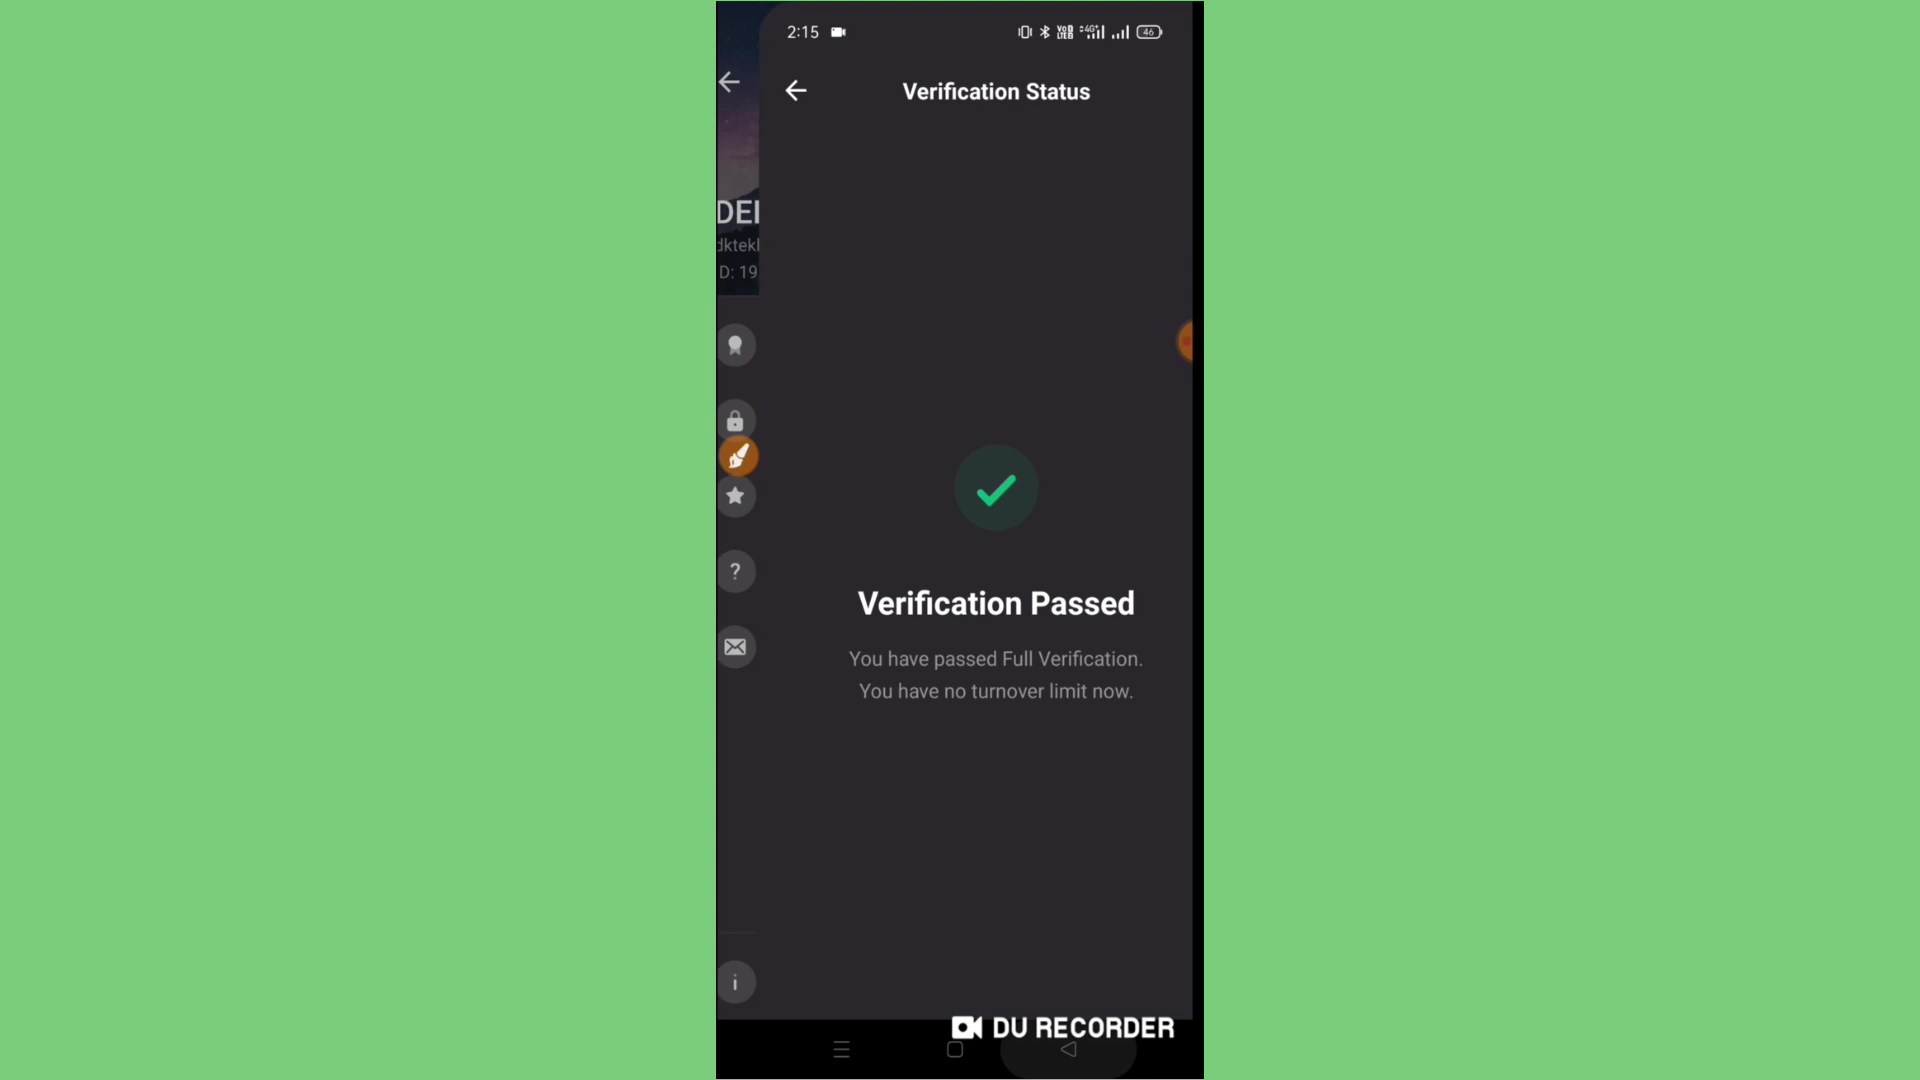 2:15
46
Verification Status
DEI
dktekl
D: 19
Verification Passed
You have passed Full Verification.
You have no turnover limit now.
DU RECORDER